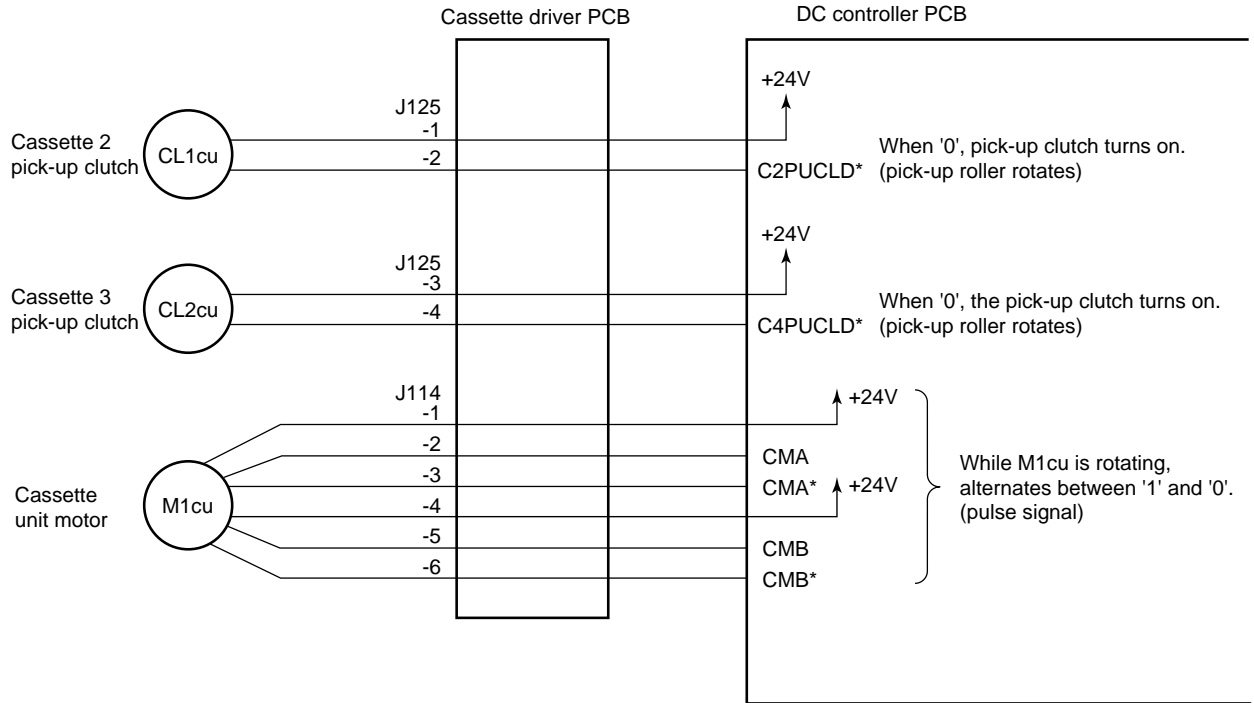 Cassette driver PCB
DC controller PCB
+24V
J125
-1
Cassette 2
pick-up clutch
CL1cu
-2
C2PUCLD*
When '0', pick-up clutch turns on.
(pick-up roller rotates)
+24V
J125
-3
Cassette 3
pick-up clutch
CL2cu
-4
C4PUCLD*
When '0', the pick-up clutch turns on.
(pick-up roller rotates)
J114
-1
+24V
-2
CMA
-3
CMA*
+24V
Cassette
unit motor
M1cu
-4
While M1cu is rotating,
alternates between '1' and '0'.
(pulse signal)
-5
CMB
-6
CMB*